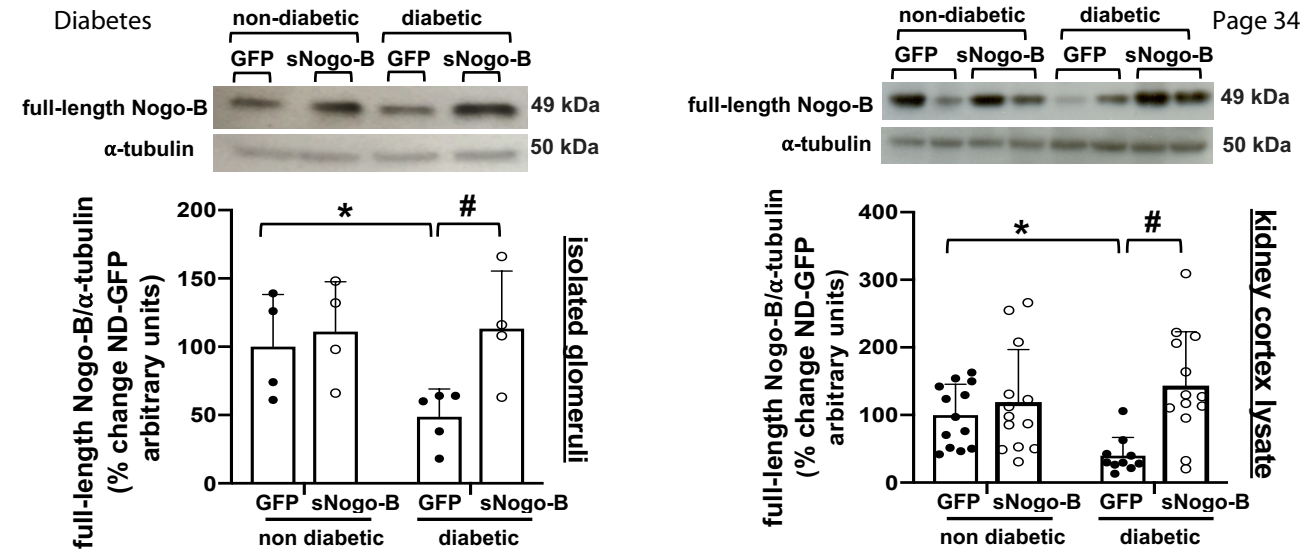 Diabetes
Page 34
non-diabetic diabetic
GFP sNogo-B GFP sNogo-B
full-length Nogo-B 49 kDa
α-tubulin 50 kDa
200
150
100
50
0
full-length Nogo-B/α-tubulin
(% change ND-GFP
arbitrary units)
* #
isolated glomeruli
GFP sNogo-B GFP sNogo-B
non diabetic diabetic
non-diabetic diabetic
GFP sNogo-B GFP sNogo-B
full-length Nogo-B 49 kDa
α-tubulin 50 kDa
400
300
200
100
0
full-length Nogo-B/α-tubulin
(% change ND-GFP
arbitrary units)
* #
kidney cortex lysate
GFP sNogo-B GFP sNogo-B
non diabetic diabetic